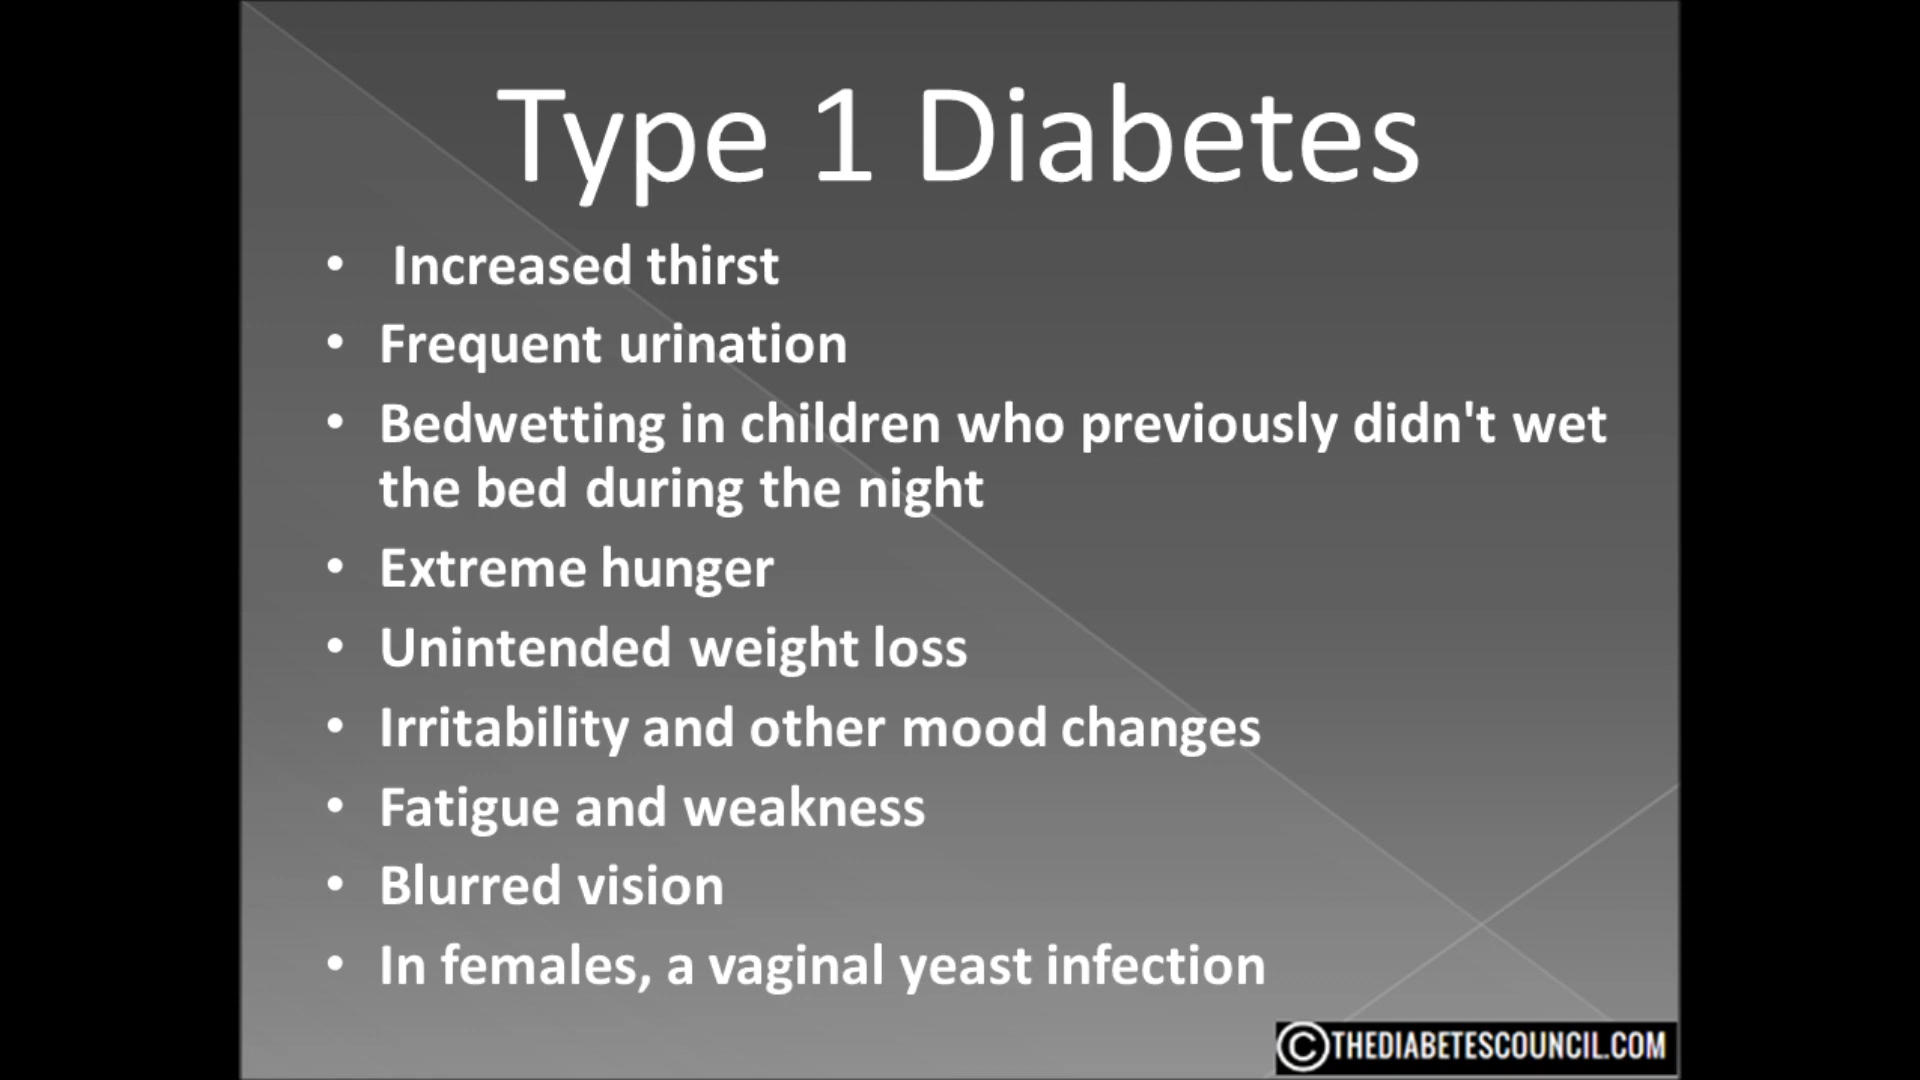 Type 1 Diabetes
• Increased thirst
• Frequent urination
• Bedwetting in children who previously didn't wet
the bed during the night
• Extreme hunger
• Unintended weight loss
• Irritability and other mood changes
• Fatigue and weakness
• Blurred vision
• In females, a vaginal yeast infection
©THEDIABETESCOUNCIL.COM